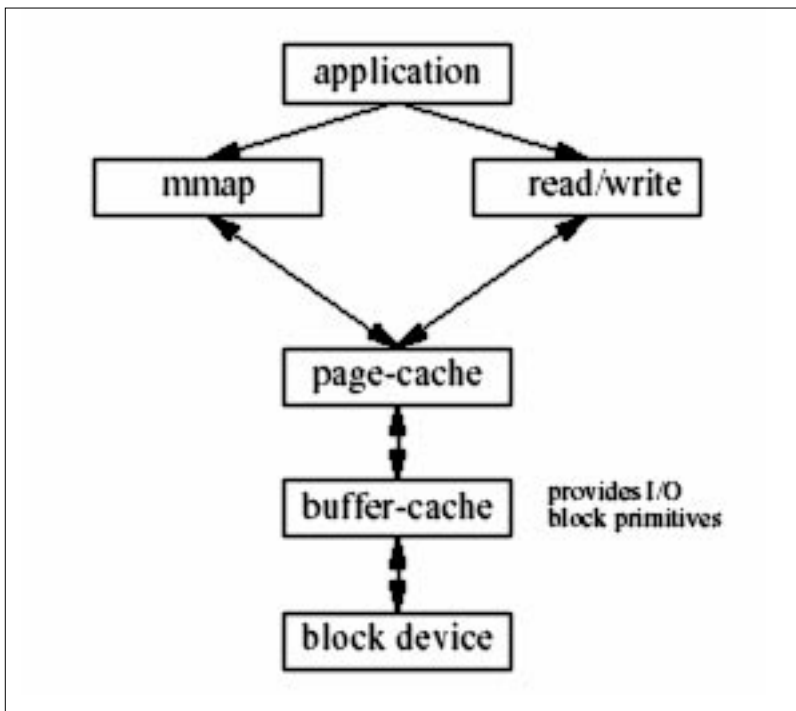 application
mmap
read/write
page-cache
buffer-cache
provides I/O
block primitives
block device